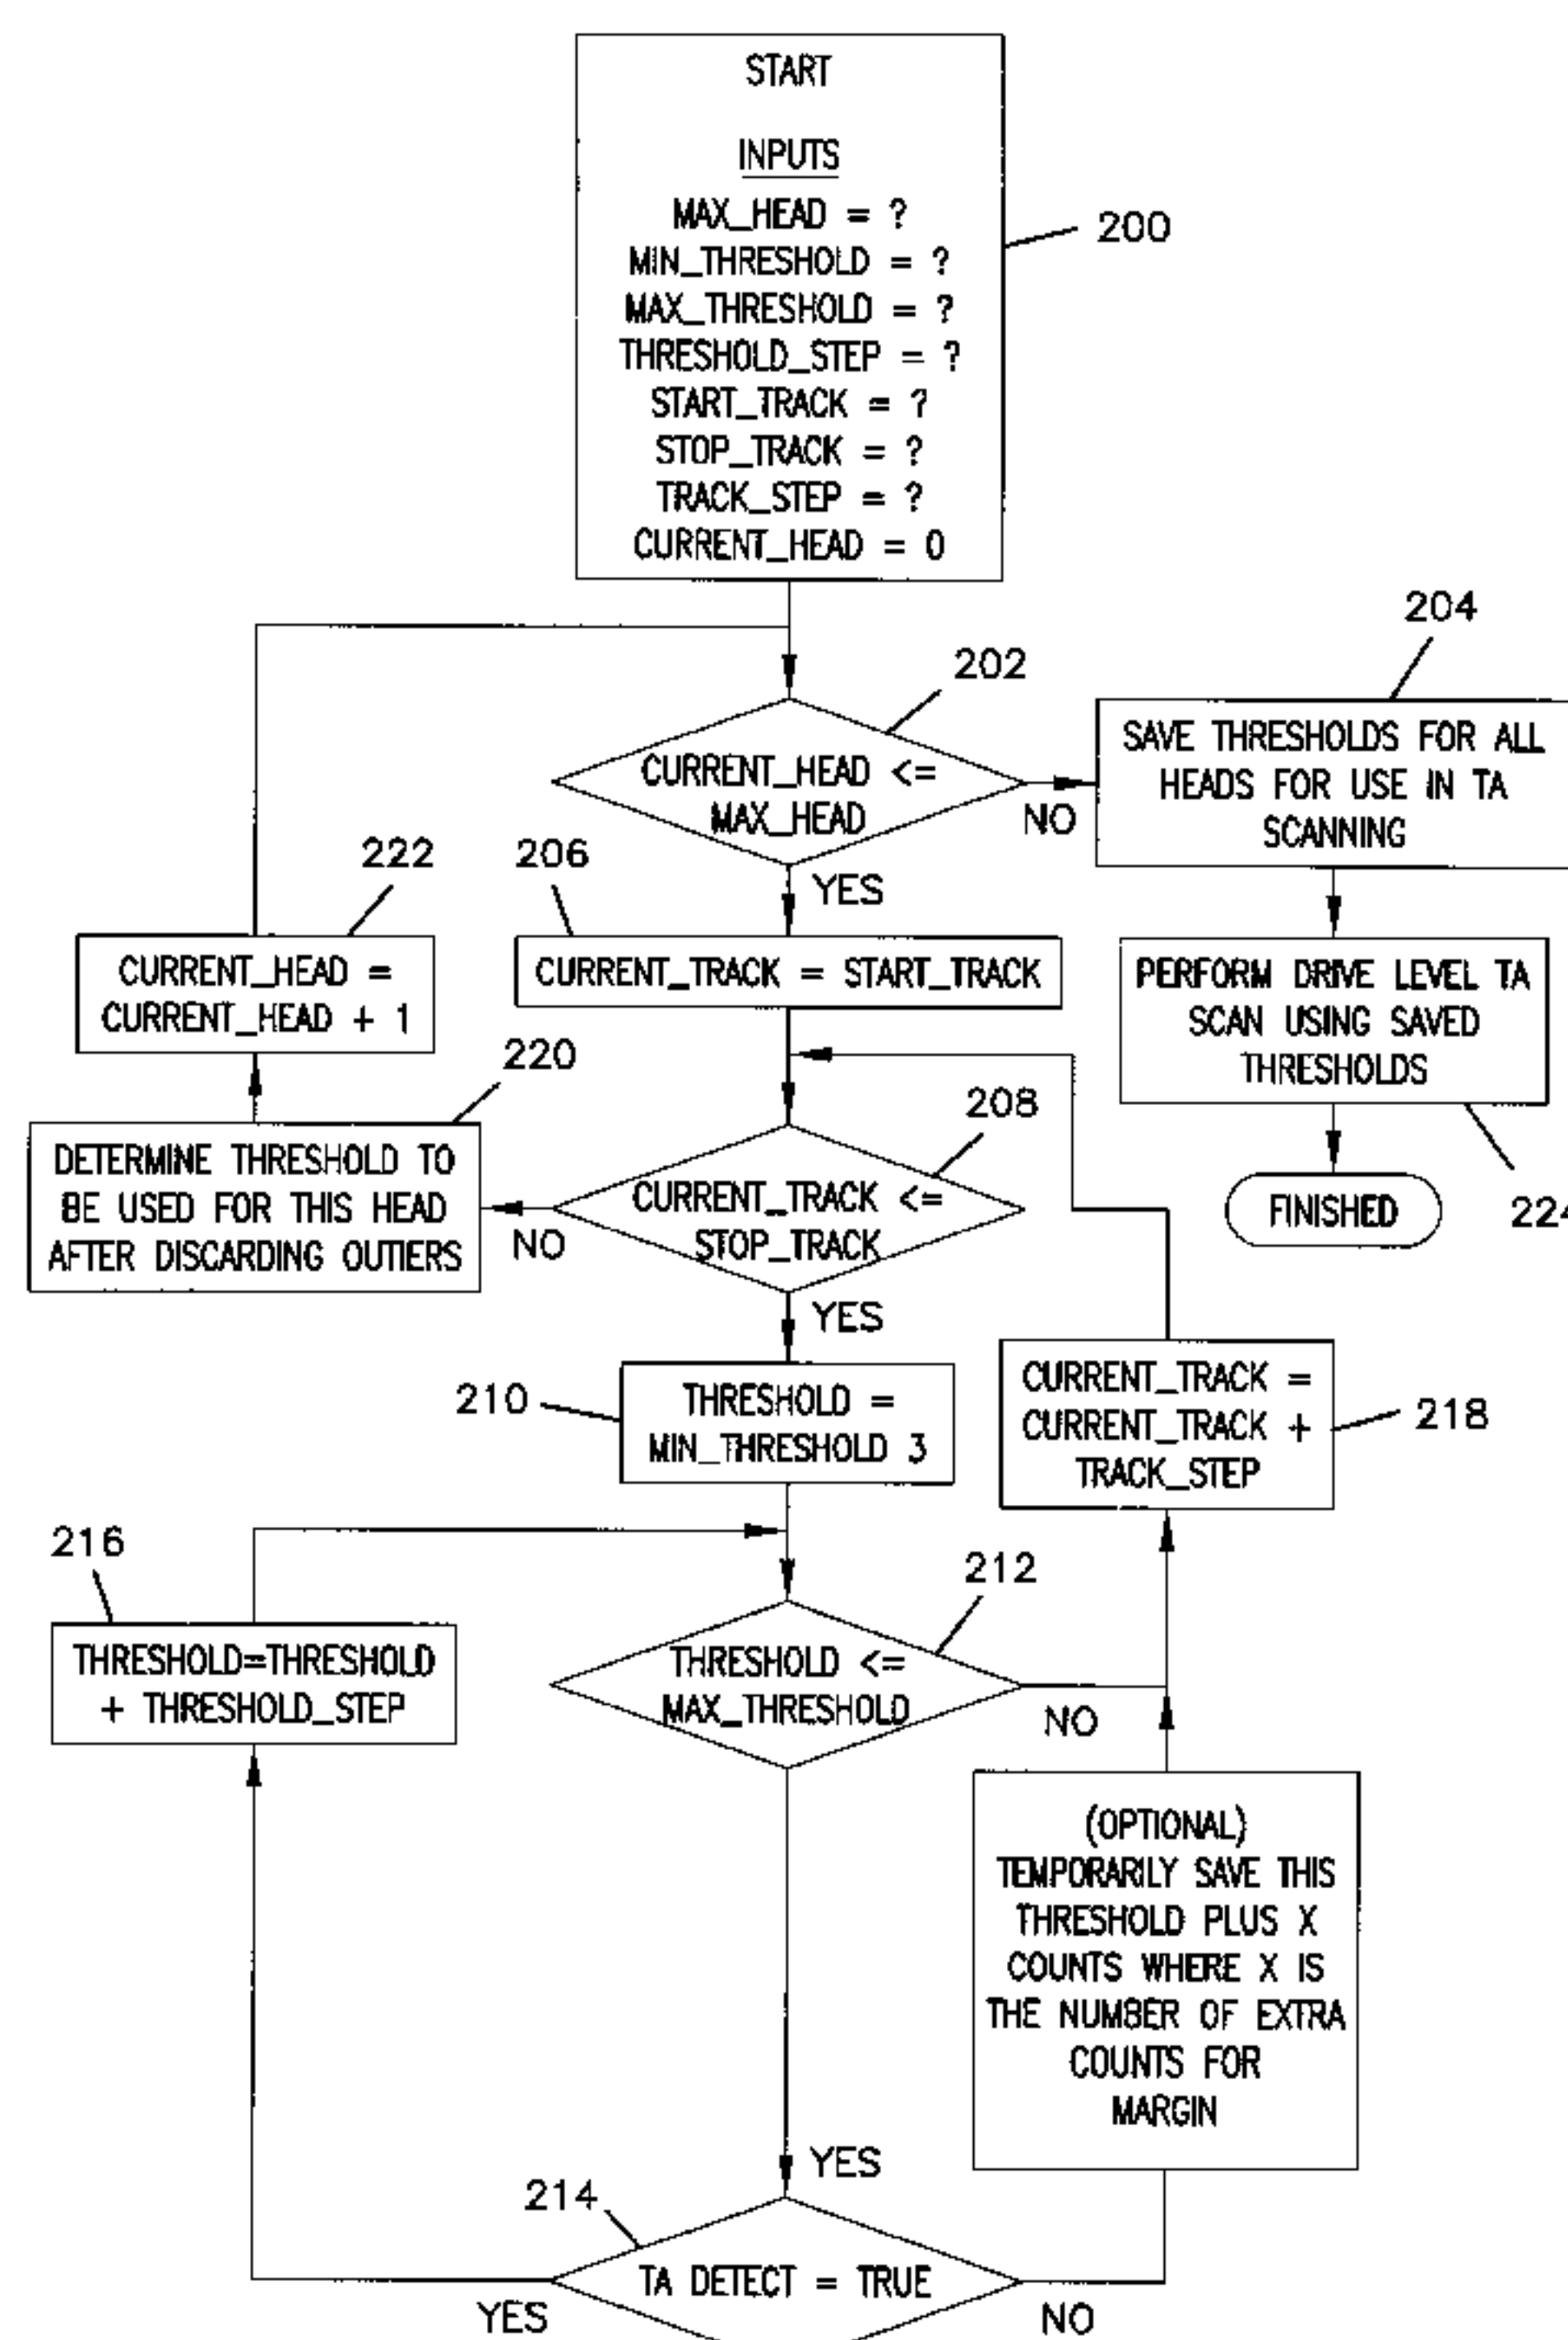 START
INPUTS
MAX_HEAD = ?
MIN_THRESHOLD = ?
MAX_THRESHOLD = ?
THRESHOLD_STEP = ?
START_TRACK = ?
STOP_TRACK = ?
TRACK_STEP = ?
CURRENT_HEAD = 0
200
202
CURRENT_HEAD <=
MAX_HEAD
NO
YES
204
SAVE THRESHOLDS FOR ALL
HEADS FOR USE IN TA
SCANNING
222
CURRENT_HEAD =
CURRENT_HEAD + 1
206
CURRENT_TRACK = START_TRACK
PERFORM DRIVE LEVEL TA
SCAN USING SAVED
THRESHOLDS
224
FINISHED
220
DETERMINE THRESHOLD TO
BE USED FOR THIS HEAD
AFTER DISCARDING OUTIERS
208
CURRENT_TRACK <=
STOP_TRACK
NO
YES
210
THRESHOLD =
MIN_THRESHOLD 3
CURRENT_TRACK =
CURRENT_TRACK +
TRACK_STEP
218
216
THRESHOLD=THRESHOLD
+ THRESHOLD_STEP
212
THRESHOLD <=
MAX_THRESHOLD
NO
YES
(OPTIONAL)
TEMPORARILY SAVE THIS
THRESHOLD PLUS X
COUNTS WHERE X IS
THE NUMBER OF EXTRA
COUNTS FOR
MARGIN
214
TA DETECT = TRUE
YES
NO